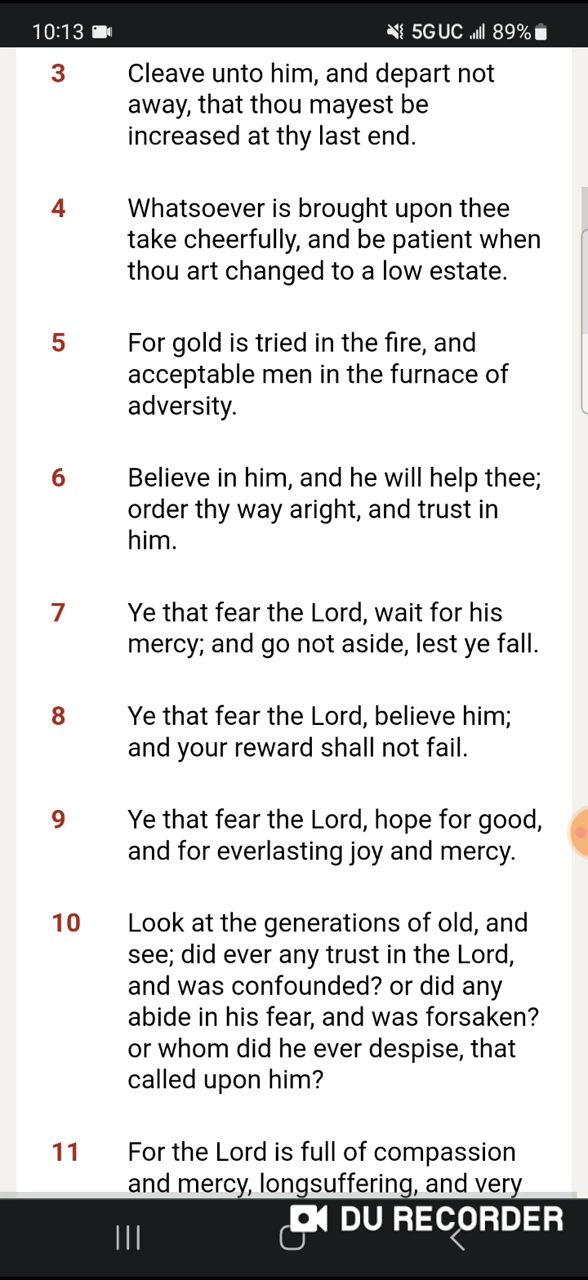 10:13 5G UC 89%
3 Cleave unto him, and depart not
away, that thou mayest be
increased at thy last end.
4 Whatsoever is brought upon thee
take cheerfully, and be patient when
thou art changed to a low estate.
5 For gold is tried in the fire, and
acceptable men in the furnace of
adversity.
6 Believe in him, and he will help thee;
order thy way aright, and trust in
him.
7 Ye that fear the Lord, wait for his
mercy; and go not aside, lest ye fall.
8 Ye that fear the Lord, believe him;
and your reward shall not fail.
9 Ye that fear the Lord, hope for good,
and for everlasting joy and mercy.
10 Look at the generations of old, and
see; did ever any trust in the Lord,
and was confounded? or did any
abide in his fear, and was forsaken?
or whom did he ever despise, that
called upon him?
11 For the Lord is full of compassion
and mercy, longsuffering, and very
DU RECORDER